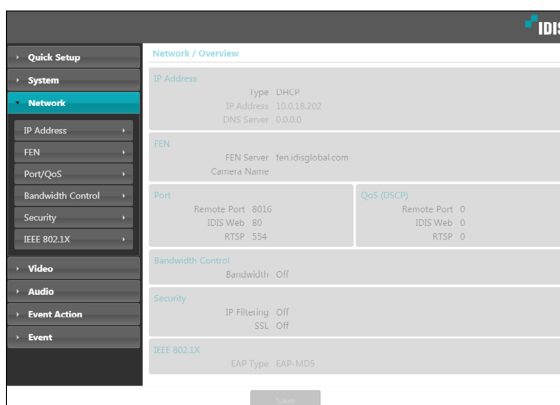 IDIS
Quick Setup
System
Network
IP Address
FEN
Port/QoS
Bandwidth Control
Security
IEEE 802.1X
Video
Audio
Event Action
Event
Network / Overview
IP Address
Type DHCP
IP Address 10.0.18.202
DNS Server 0.0.0.0
FEN
FEN Server fen.idisglobal.com
Camera Name
Port
Remote Port 8016
IDIS Web 80
RTSP 554
QoS (DSCP)
Remote Port 0
IDIS Web 0
RTSP 0
Bandwidth Control
Bandwidth Off
Security
IP Filtering Off
SSL Off
IEEE 802.1X
EAP Type EAP-MD5
Save